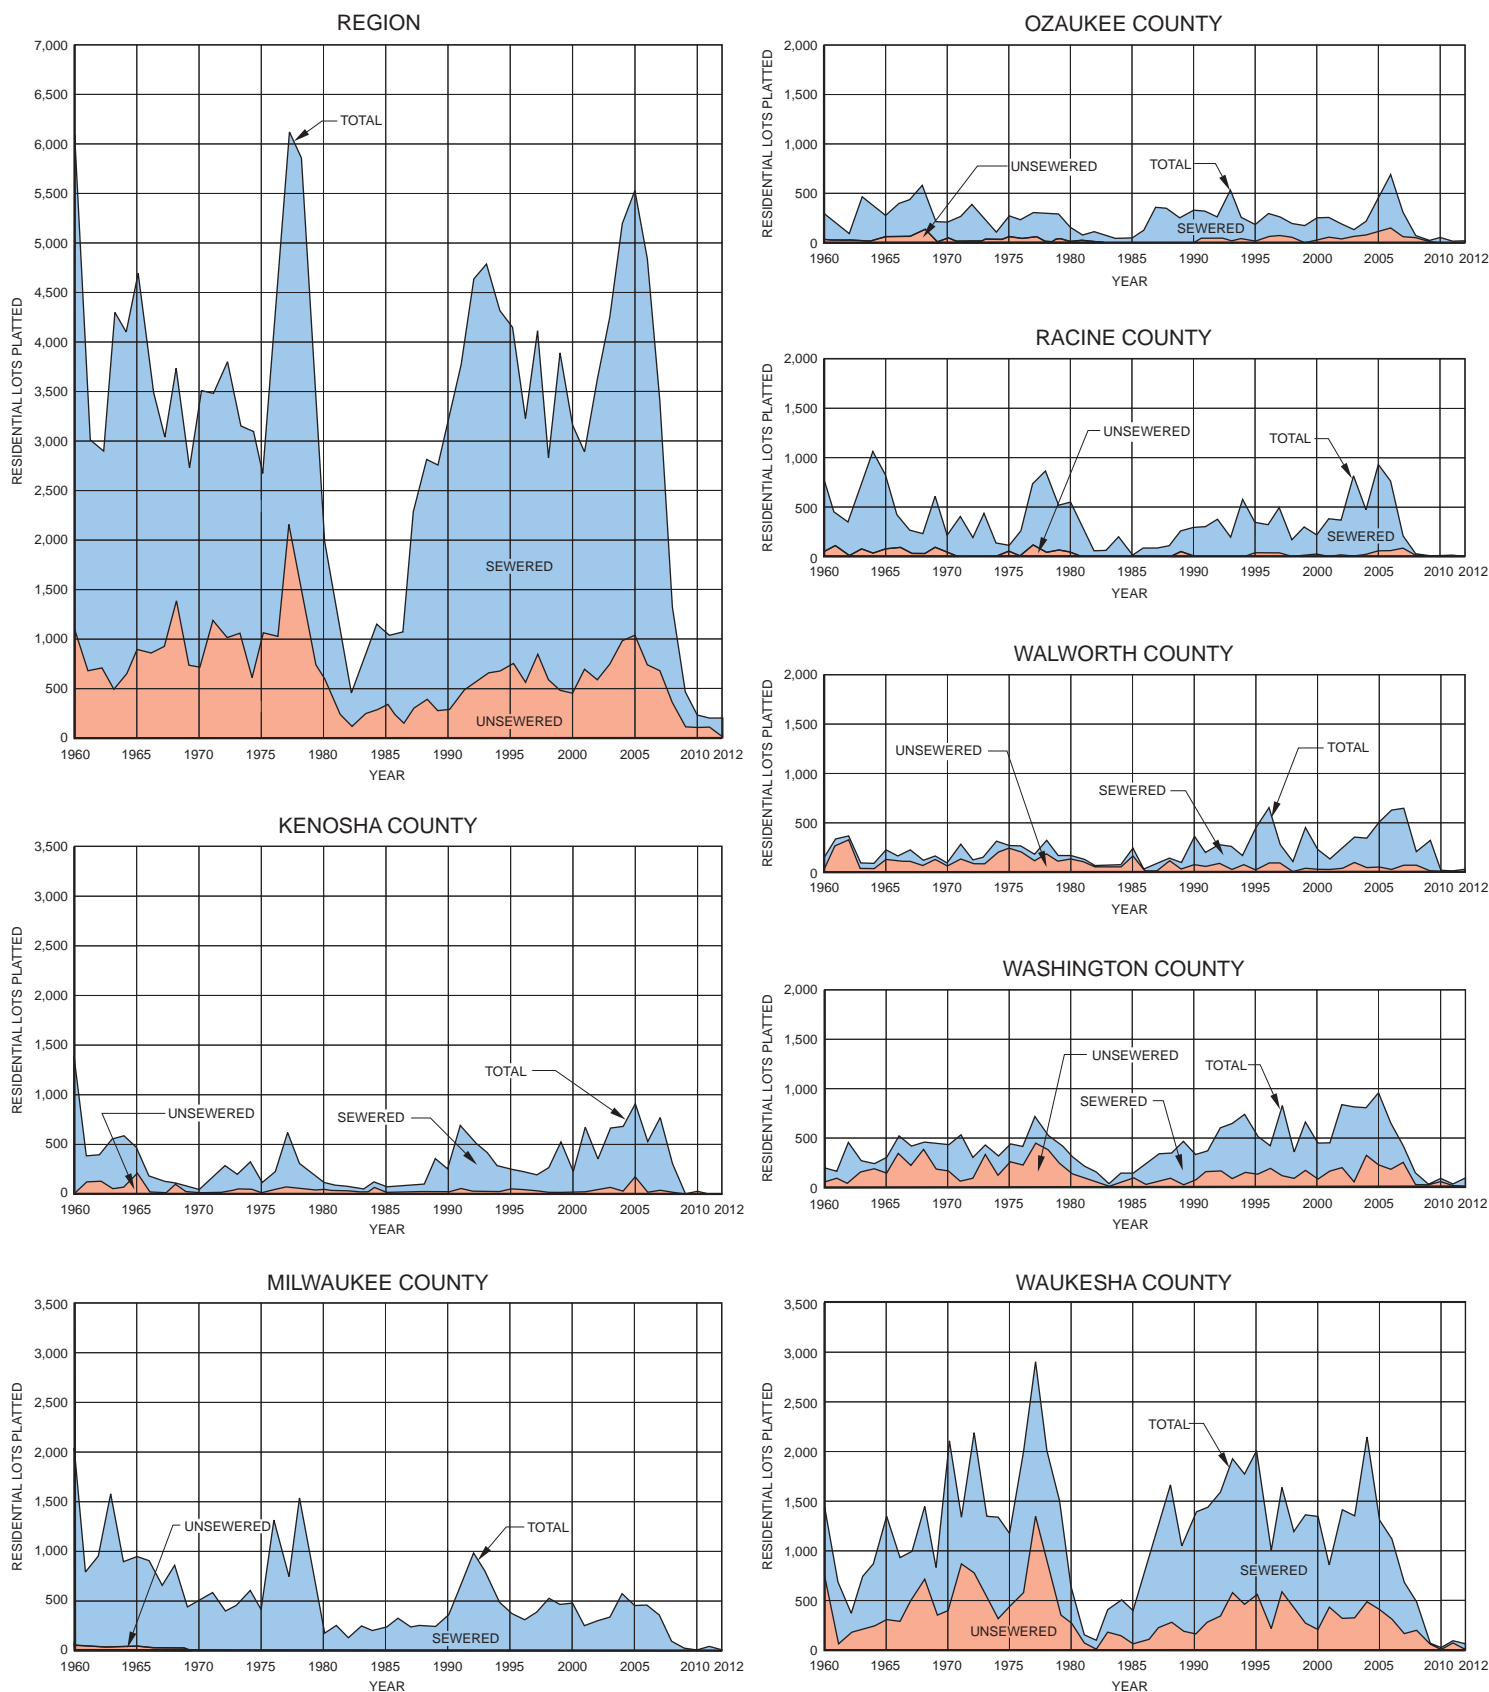 REGION
RESIDENTIAL LOTS PLATTED
7,000
6,500
6,000
5,500
5,000
4,500
4,000
3,500
3,000
2,500
2,000
1,500
1,000
500
0
TOTAL
SEWERED
UNSEWERED
1960 1965 1970 1975 1980 1985 1990 1995 2000 2005 2010 2012
YEAR
KENOSHA COUNTY
RESIDENTIAL LOTS PLATTED
3,500
3,000
2,500
2,000
1,500
1,000
500
0
TOTAL
UNSEWERED
SEWERED
1960 1965 1970 1975 1980 1985 1990 1995 2000 2005 2010 2012
YEAR
MILWAUKEE COUNTY
RESIDENTIAL LOTS PLATTED
3,500
3,000
2,500
2,000
1,500
1,000
500
0
UNSEWERED
TOTAL
SEWERED
1960 1965 1970 1975 1980 1985 1990 1995 2000 2005 2010 2012
YEAR
OZAUKEE COUNTY
RESIDENTIAL LOTS PLATTED
2,000
1,500
1,000
500
0
UNSEWERED
TOTAL
SEWERED
1960 1965 1970 1975 1980 1985 1990 1995 2000 2005 2010 2012
YEAR
RACINE COUNTY
RESIDENTIAL LOTS PLATTED
2,000
1,500
1,000
500
0
UNSEWERED
TOTAL
SEWERED
1960 1965 1970 1975 1980 1985 1990 1995 2000 2005 2010 2012
YEAR
WALWORTH COUNTY
RESIDENTIAL LOTS PLATTED
2,000
1,500
1,000
500
0
UNSEWERED
TOTAL
SEWERED
1960 1965 1970 1975 1980 1985 1990 1995 2000 2005 2010 2012
YEAR
WASHINGTON COUNTY
RESIDENTIAL LOTS PLATTED
2,000
1,500
1,000
500
0
UNSEWERED
TOTAL
SEWERED
1960 1965 1970 1975 1980 1985 1990 1995 2000 2005 2010 2012
YEAR
WAUKESHA COUNTY
RESIDENTIAL LOTS PLATTED
3,500
3,000
2,500
2,000
1,500
1,000
500
0
TOTAL
SEWERED
UNSEWERED
1960 1965 1970 1975 1980 1985 1990 1995 2000 2005 2010 2012
YEAR